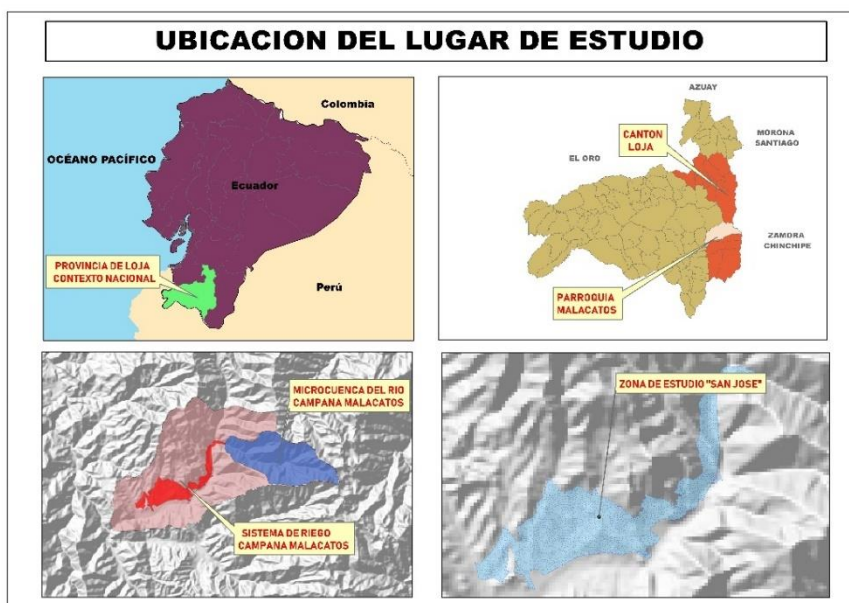 UBICACION DEL LUGAR DE ESTUDIO
Colombia
OCÉANO PACÍFICO
Ecuador
PROVINCIA DE LOJA
CONTEXTO NACIONAL
Perú
AZUAY
CANTON
LOJA
MORONA
SANTIAGO
EL ORO
ZAMORA
CHINCHIPE
PARROQUIA
MALACATOS
MICROCUENCA DEL RIO
CAMPANA MALACATOS
SISTEMA DE RIEGO
CAMPANA MALACATOS
ZONA DE ESTUDIO "SAN JOSE"